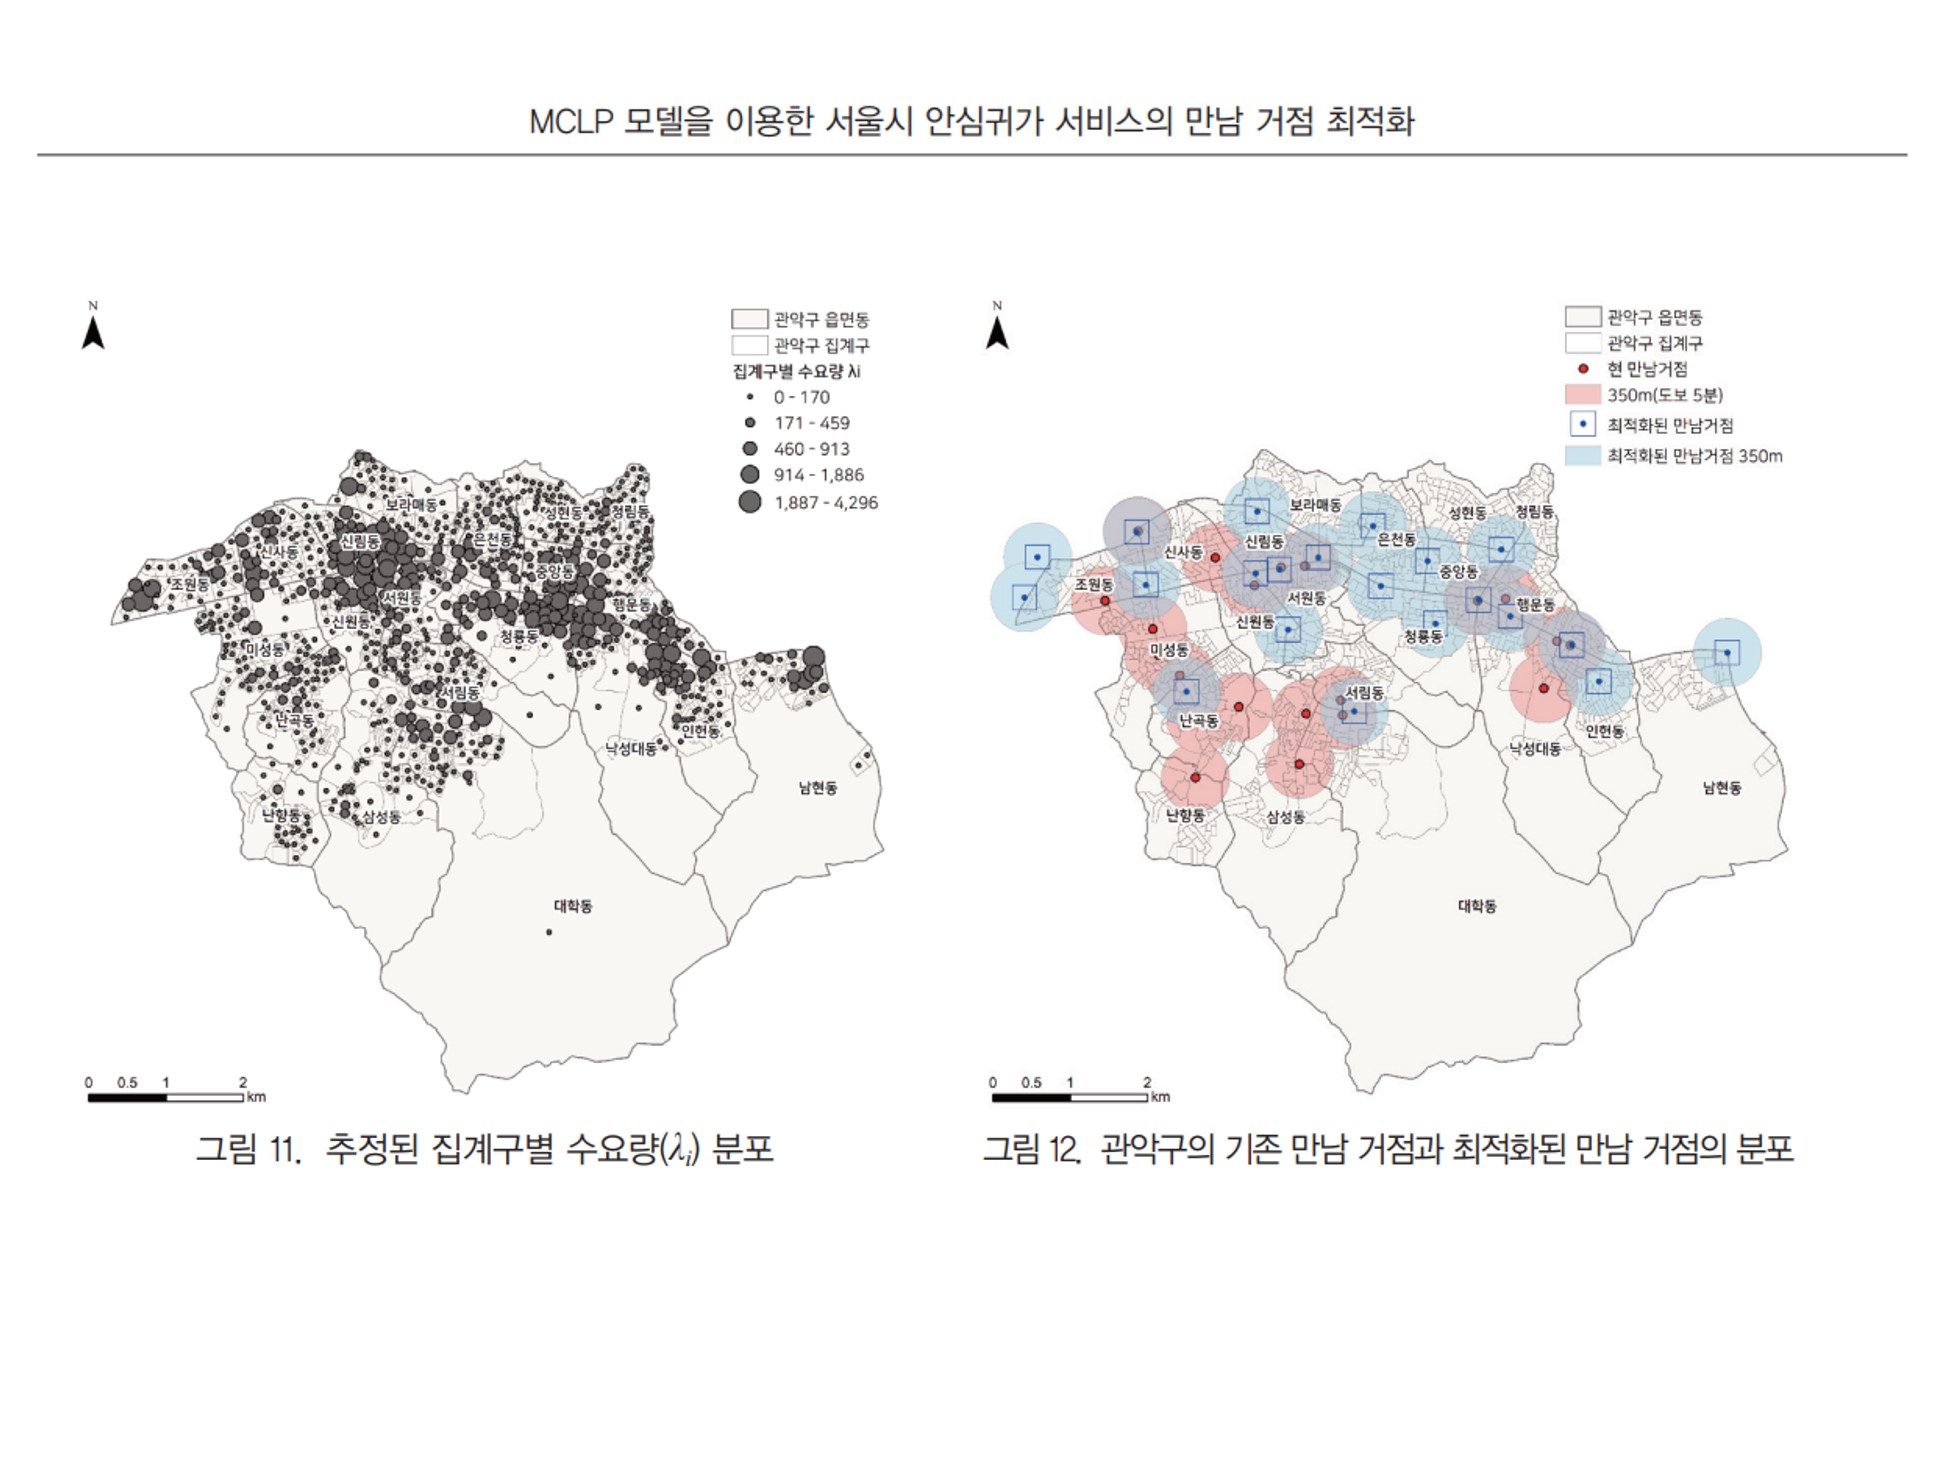 MCLP 모델을 이용한 서울시 안심귀가 서비스의 만남 거점 최적화
N
관악구 읍면동
관악구 집계구
집계구별 수요량 λi
0 - 170
171 - 459
460 - 913
914 - 1,886
1,887 - 4,296
보라매동
성현동
청림동
신사동
신림동
은천동
중앙동
조원동
서원동
행운동
신원동
청룡동
미성동
서림동
난곡동
낙성대동
인헌동
남현동
난향동
삼성동
대학동
0 0.5 1 2
km
그림 11. 추정된 집계구별 수요량(λi) 분포
N
관악구 읍면동
관악구 집계구
현 만남거점
350m(도보 5분)
최적화된 만남거점
최적화된 만남거점 350m
보라매동
성현동
청림동
신사동
신림동
은천동
중앙동
조원동
서원동
행운동
신원동
청룡동
미성동
서림동
난곡동
낙성대동
인헌동
남현동
난향동
삼성동
대학동
0 0.5 1 2
km
그림 12. 관악구의 기존 만남 거점과 최적화된 만남 거점의 분포